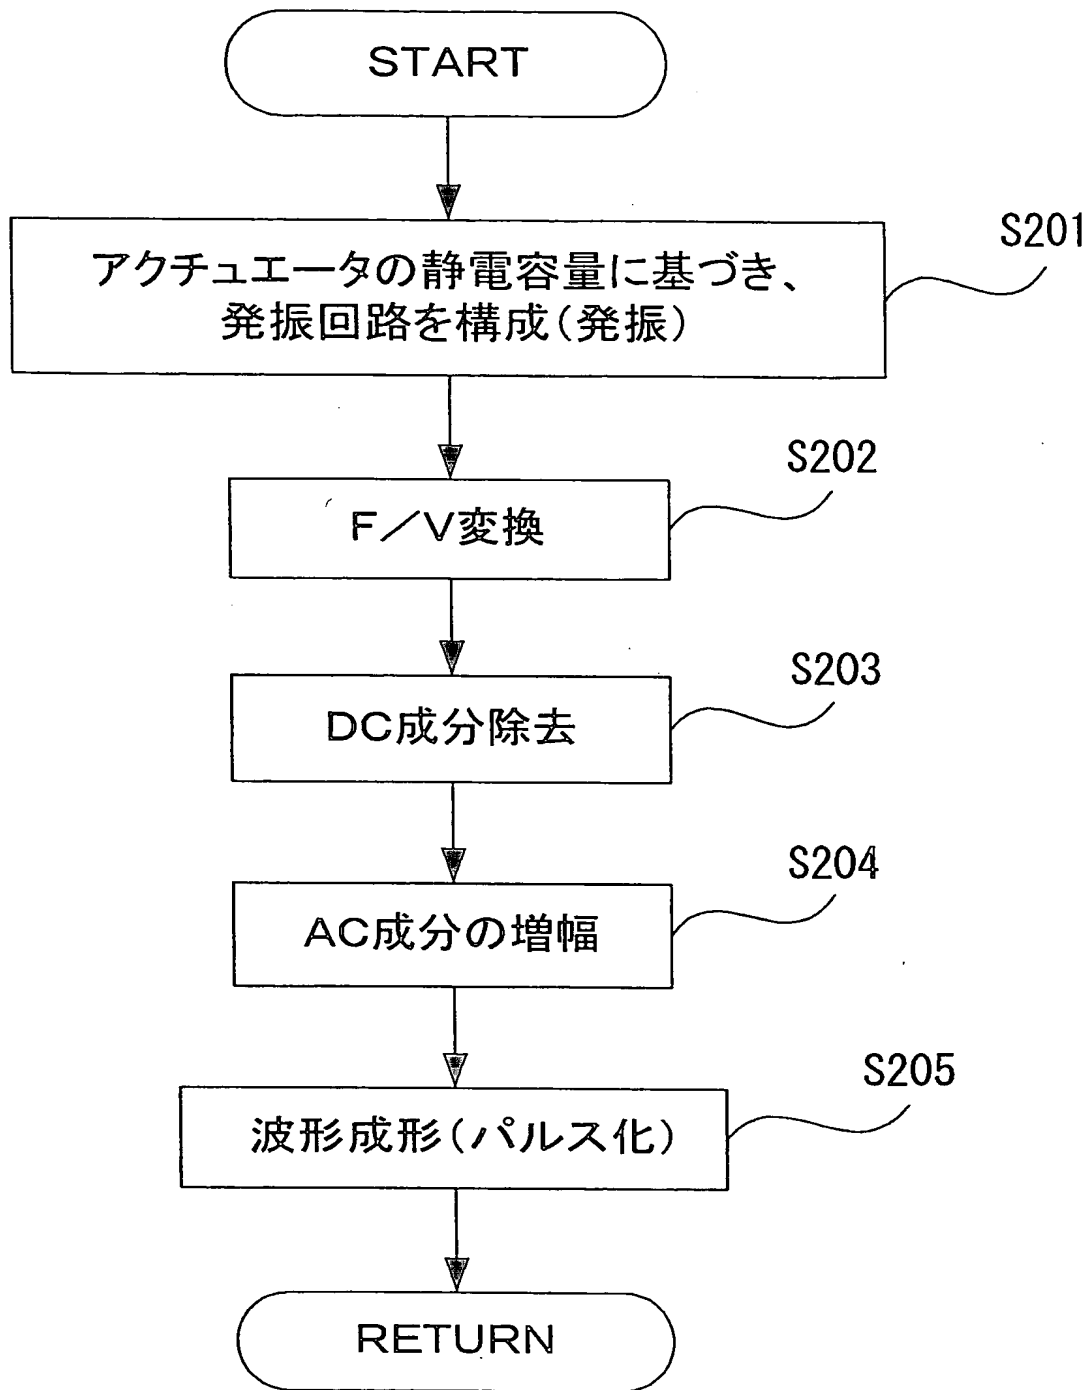 START
アクチュエータの静電容量に基づき、
発振回路を構成(発振)
S201
F／V変換
S202
DC成分除去
S203
AC成分の増幅
S204
波形成形(パルス化)
S205
RETURN